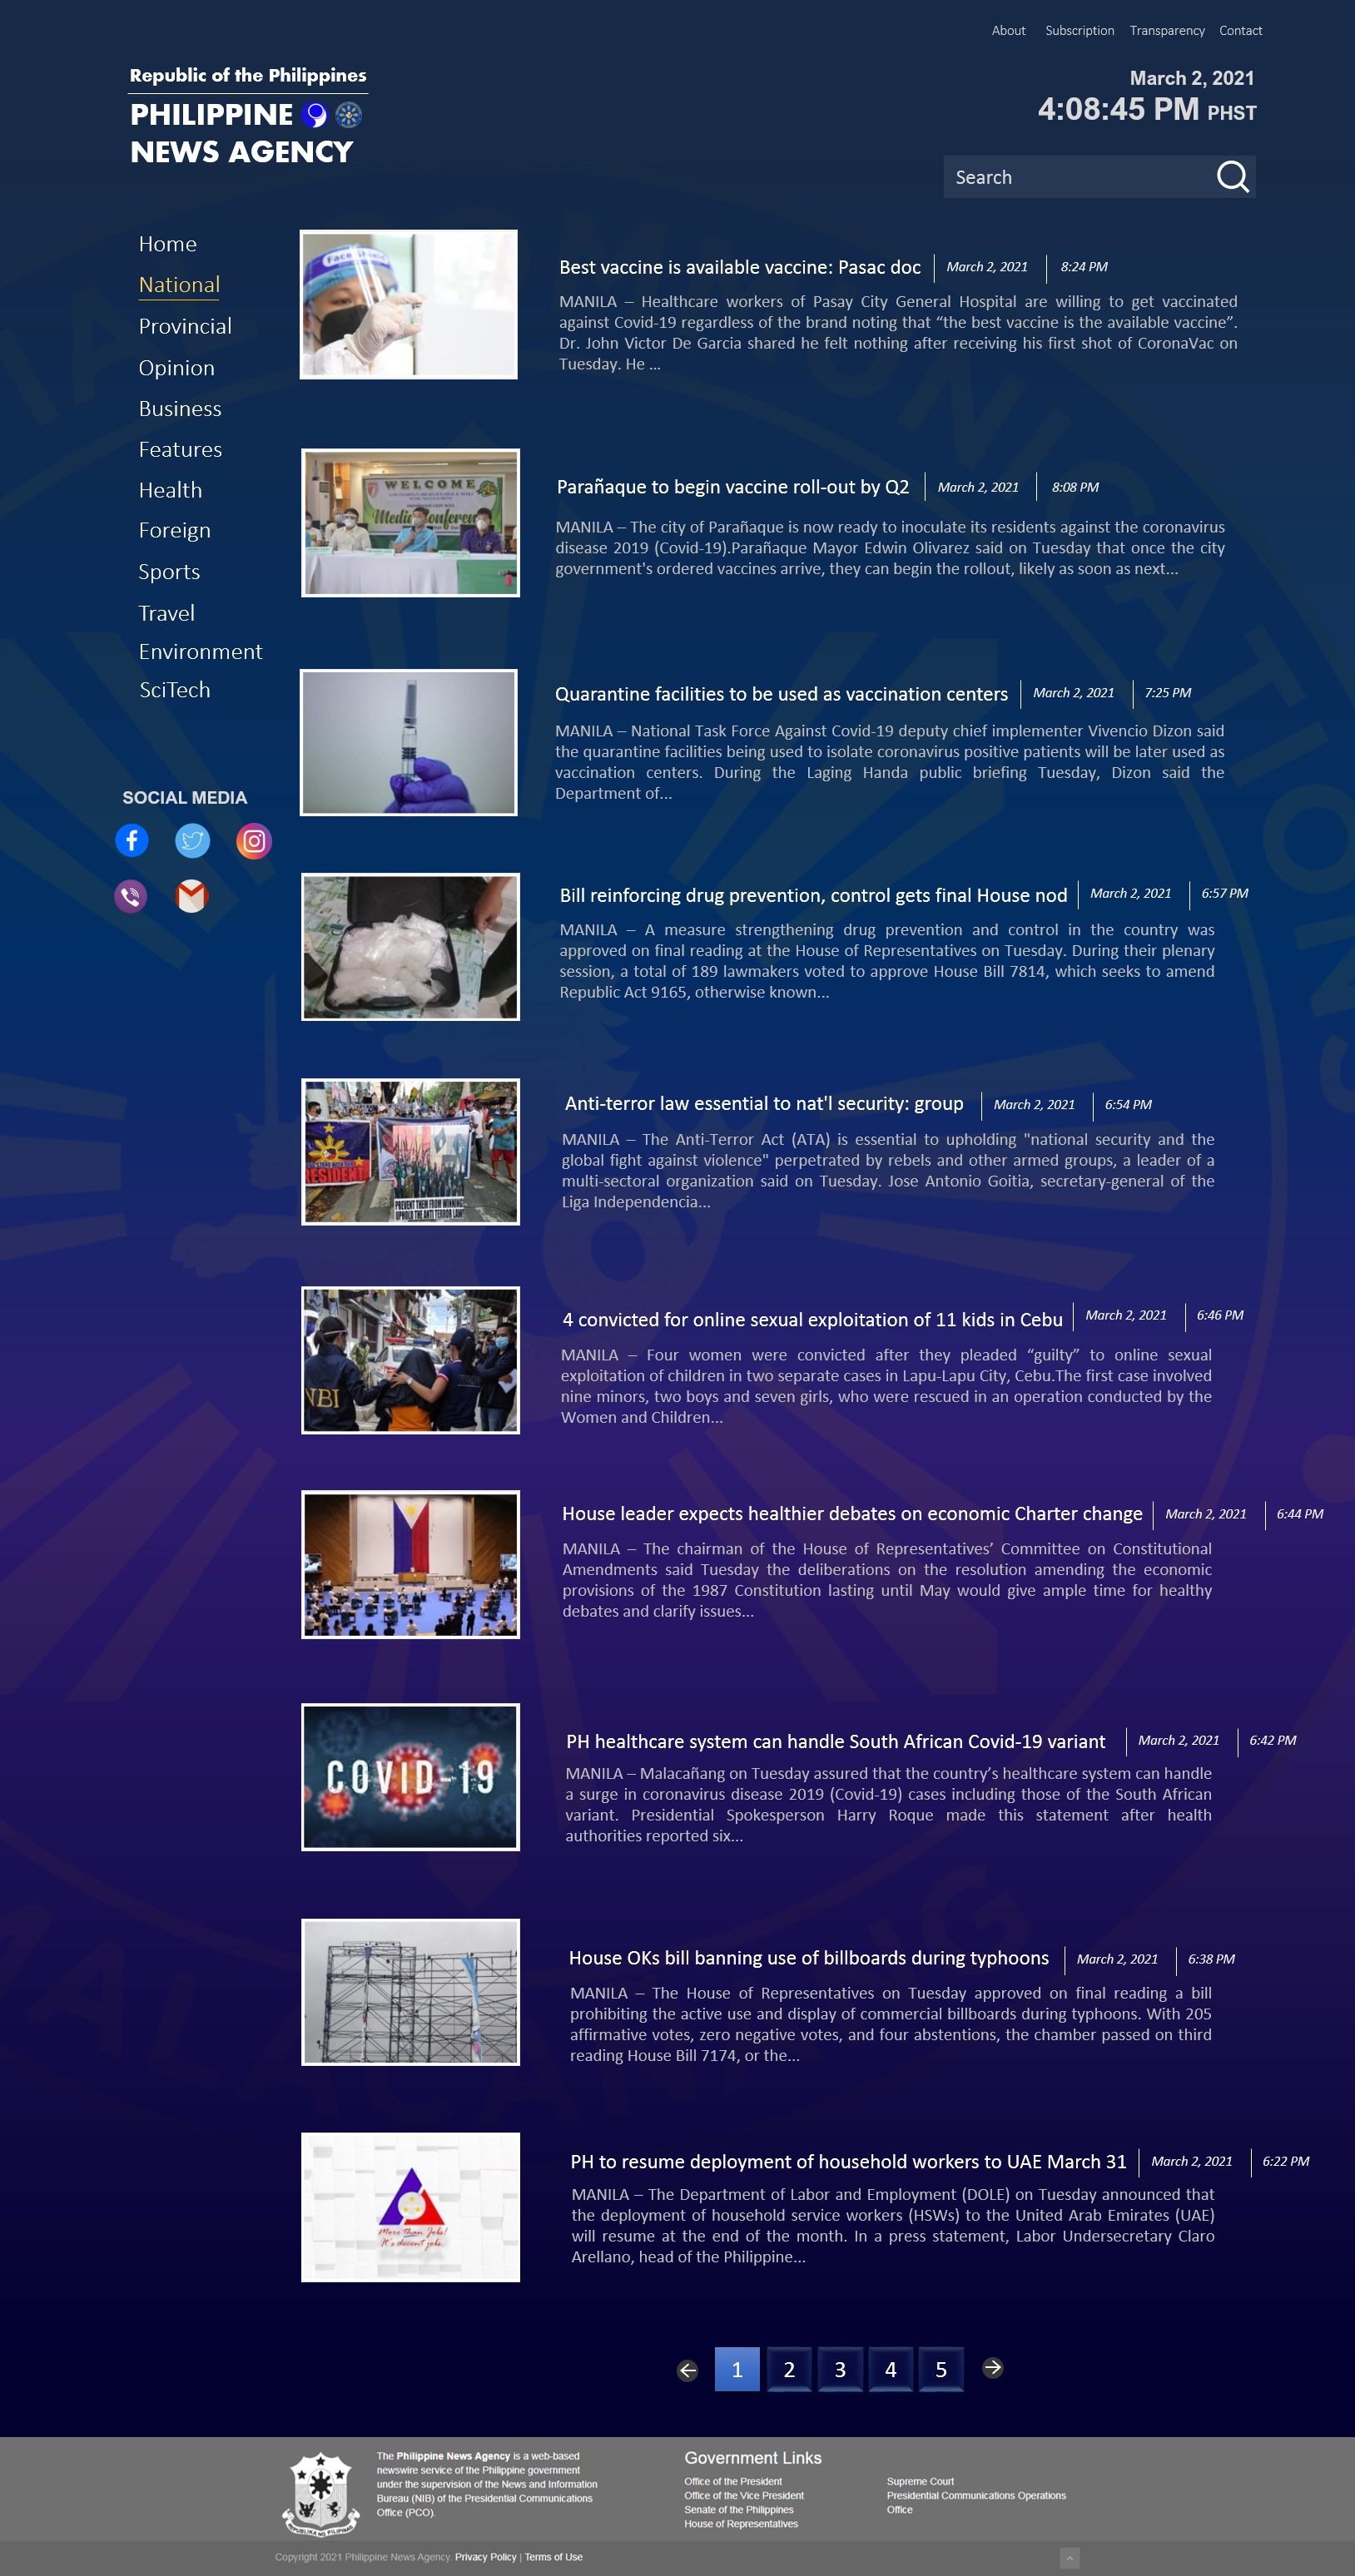 About Subscription Transparency Contact
Republic of the Philippines
PHILIPPINE
NEWS AGENCY
March 2, 2021
4:08:45 PM PHST
Search
Home
National
Provincial
Opinion
Business
Features
Health
Foreign
Sports
Travel
Environment
SciTech
SOCIAL MEDIA
Face Shield
Best vaccine is available vaccine: Pasac doc March 2, 2021 8:24 PM
MANILA – Healthcare workers of Pasay City General Hospital are willing to get vaccinated
against Covid-19 regardless of the brand noting that “the best vaccine is the available vaccine”.
Dr. John Victor De Garcia shared he felt nothing after receiving his first shot of CoronaVac on
Tuesday. He ...
WELCOME
Media Conference
Parañaque to begin vaccine roll-out by Q2 March 2, 2021 8:08 PM
MANILA – The city of Parañaque is now ready to inoculate its residents against the coronavirus
disease 2019 (Covid-19).Parañaque Mayor Edwin Olivarez said on Tuesday that once the city
government's ordered vaccines arrive, they can begin the rollout, likely as soon as next...
Quarantine facilities to be used as vaccination centers March 2, 2021 7:25 PM
MANILA – National Task Force Against Covid-19 deputy chief implementer Vivencio Dizon said
the quarantine facilities being used to isolate coronavirus positive patients will be later used as
vaccination centers. During the Laging Handa public briefing Tuesday, Dizon said the
Department of...
Bill reinforcing drug prevention, control gets final House nod March 2, 2021 6:57 PM
MANILA – A measure strengthening drug prevention and control in the country was
approved on final reading at the House of Representatives on Tuesday. During their plenary
session, a total of 189 lawmakers voted to approve House Bill 7814, which seeks to amend
Republic Act 9165, otherwise known...
RESIDENT
PREVENT THEM FROM WINNING
UPHOLD THE ANTI TERROR LAW
Anti-terror law essential to nat'l security: group March 2, 2021 6:54 PM
MANILA – The Anti-Terror Act (ATA) is essential to upholding "national security and the
global fight against violence" perpetrated by rebels and other armed groups, a leader of a
multi-sectoral organization said on Tuesday. Jose Antonio Goitia, secretary-general of the
Liga Independencia...
NBI
4 convicted for online sexual exploitation of 11 kids in Cebu March 2, 2021 6:46 PM
MANILA – Four women were convicted after they pleaded “guilty” to online sexual
exploitation of children in two separate cases in Lapu-Lapu City, Cebu.The first case involved
nine minors, two boys and seven girls, who were rescued in an operation conducted by the
Women and Children...
House leader expects healthier debates on economic Charter change March 2, 2021 6:44 PM
MANILA – The chairman of the House of Representatives’ Committee on Constitutional
Amendments said Tuesday the deliberations on the resolution amending the economic
provisions of the 1987 Constitution lasting until May would give ample time for healthy
debates and clarify issues...
COVID-19
PH healthcare system can handle South African Covid-19 variant March 2, 2021 6:42 PM
MANILA – Malacañang on Tuesday assured that the country’s healthcare system can handle
a surge in coronavirus disease 2019 (Covid-19) cases including those of the South African
variant. Presidential Spokesperson Harry Roque made this statement after health
authorities reported six...
House OKs bill banning use of billboards during typhoons March 2, 2021 6:38 PM
MANILA – The House of Representatives on Tuesday approved on final reading a bill
prohibiting the active use and display of commercial billboards during typhoons. With 205
affirmative votes, zero negative votes, and four abstentions, the chamber passed on third
reading House Bill 7174, or the...
More than Jobs!
It's decent jobs.
PH to resume deployment of household workers to UAE March 31 March 2, 2021 6:22 PM
MANILA – The Department of Labor and Employment (DOLE) on Tuesday announced that
the deployment of household service workers (HSWs) to the United Arab Emirates (UAE)
will resume at the end of the month. In a press statement, Labor Undersecretary Claro
Arellano, head of the Philippine...
1 2 3 4 5
REPUBLIKA NG PILIPINAS
The Philippine News Agency is a web-based
newswire service of the Philippine government
under the supervision of the News and Information
Bureau (NIB) of the Presidential Communications
Office (PCO).
Government Links
Office of the President
Office of the Vice President
Senate of the Philippines
House of Representatives
Supreme Court
Presidential Communications Operations
Office
Copyright 2021 Philippine News Agency. Privacy Policy | Terms of Use